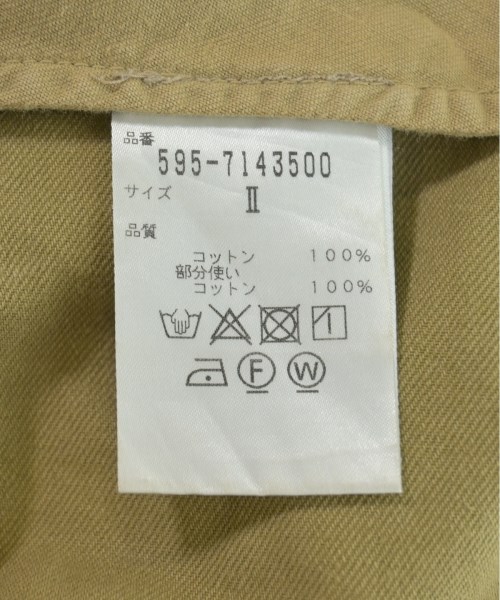 品番
595-7143500
サイズ
II
品質
コットン 100%
部分使い
コットン 100%
F W